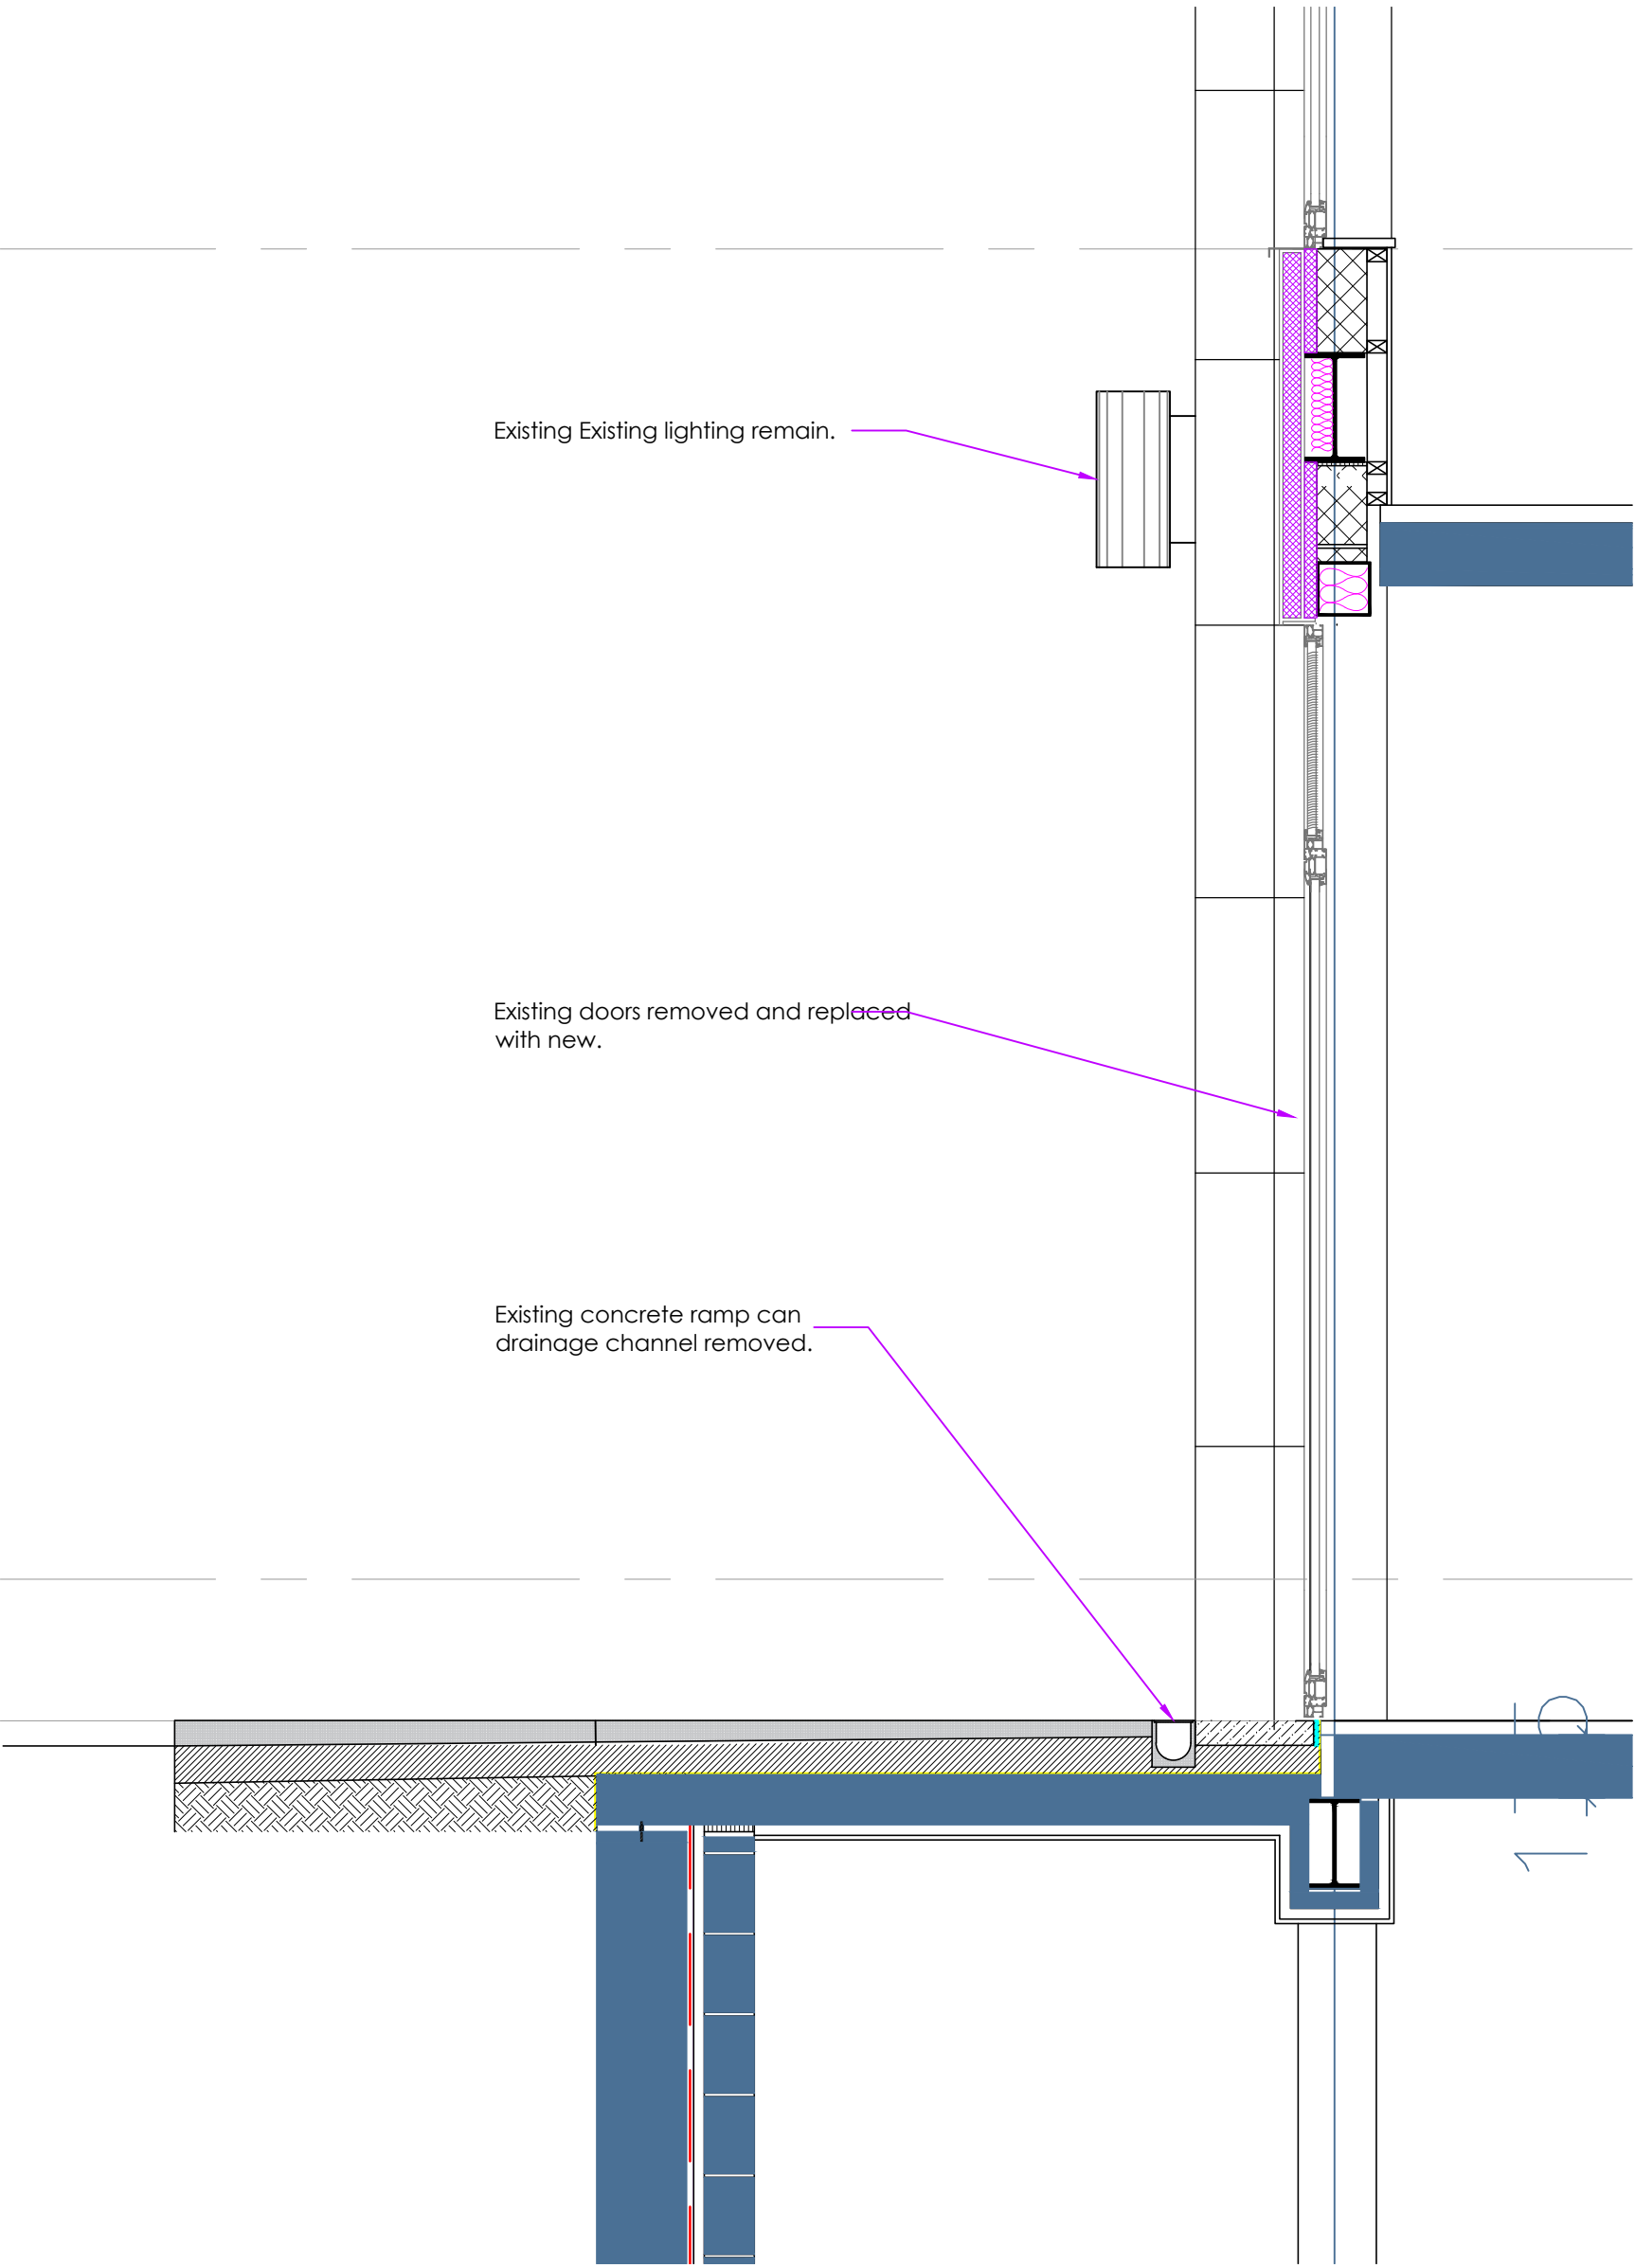 Existing Existing lighting remain.
Existing doors removed and replaced
with new.
Existing concrete ramp can
drainage channel removed.